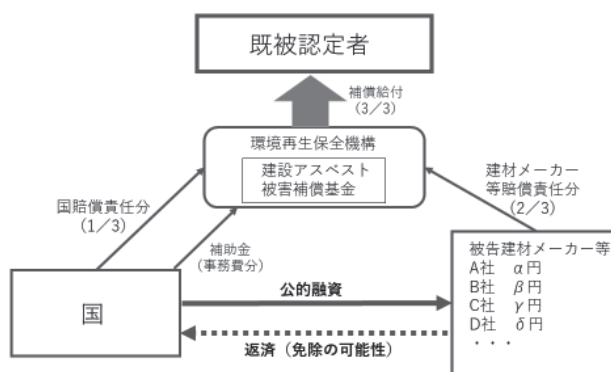 既被認定者
補償給付
(3／3)
環境再生保全機構
建設アスベスト
被害補償基金
国賠償責任分
(1／3)
建材メーカー
等賠償責任分
(2／3)
補助金
(事務費分)
国
公的融資
返済（免除の可能性）
被告建材メーカー等
A社　α円
B社　β円
C社　γ円
D社　δ円
・・・